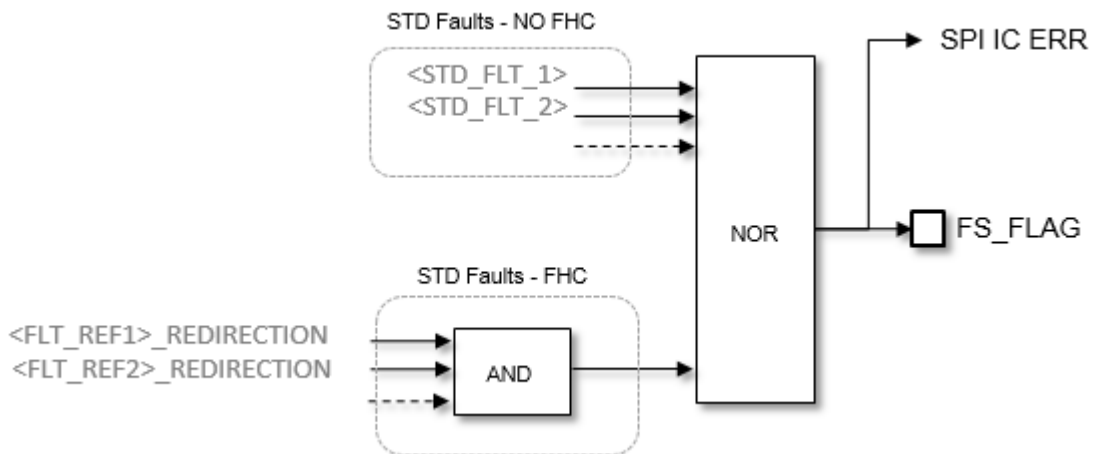 STD Faults - NO FHC
<STD_FLT_1>
<STD_FLT_2>
SPI IC ERR
NOR
FS_FLAG
STD Faults - FHC
<FLT_REF1>_REDIRECTION
<FLT_REF2>_REDIRECTION
AND